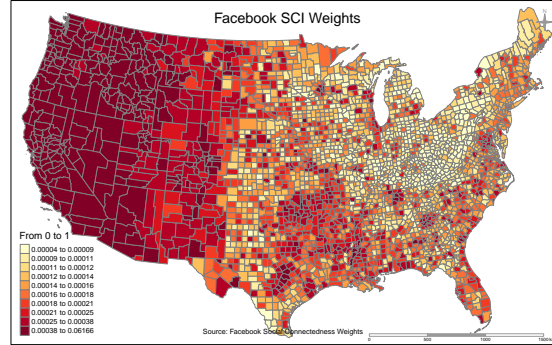 Facebook SCI Weights
From 0 to 1
0.00004 to 0.00009
0.00009 to 0.00011
0.00011 to 0.00012
0.00012 to 0.00014
0.00014 to 0.00016
0.00016 to 0.00018
0.00018 to 0.00021
0.00021 to 0.00025
0.00025 to 0.00038
0.00038 to 0.06166
Source: Facebook Social Connectedness Weights
0 500 1000